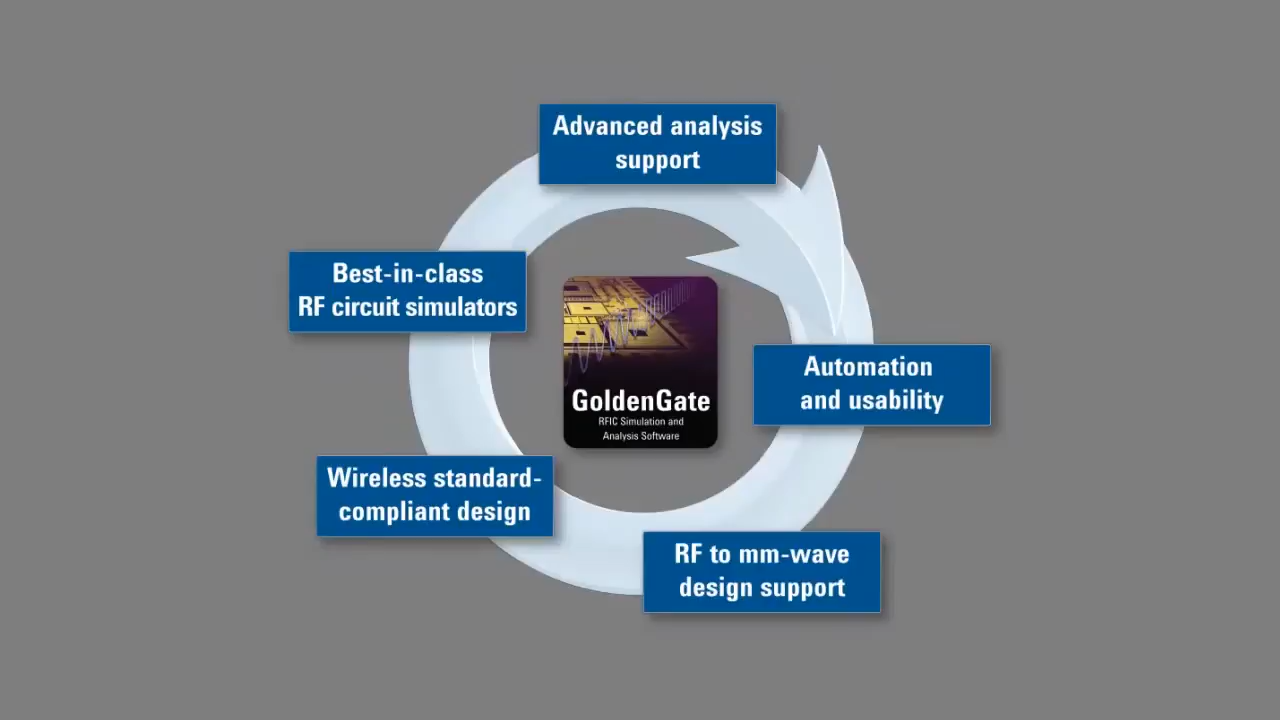 Advanced analysis
support
Best-in-class
RF circuit simulators
GoldenGate
RFIC Simulation and
Analysis Software
Automation
and usability
Wireless standard-
compliant design
RF to mm-wave
design support